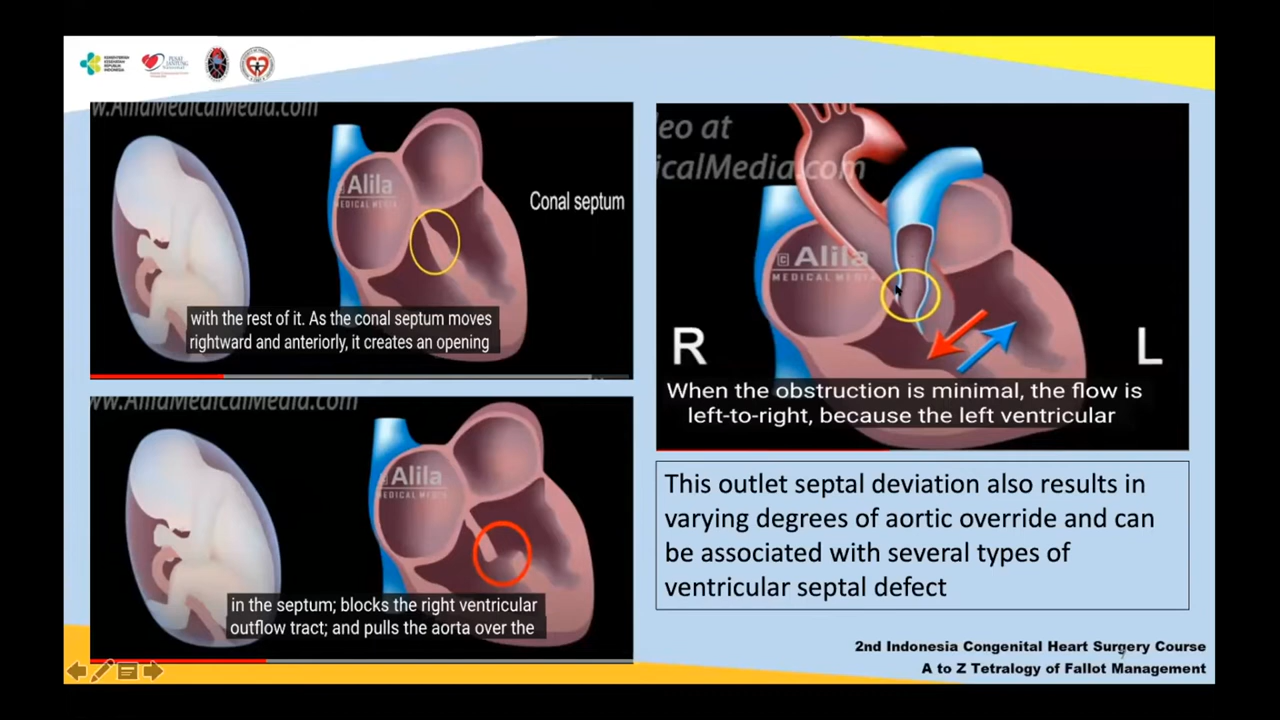 KEMENTERIAN
KESEHATAN
REPUBLIK
INDONESIA
w.AlilaMedicalMedia.com
Alila
MEDICAL MEDIA
Conal septum
with the rest of it. As the conal septum moves
rightward and anteriorly, it creates an opening
www.AlilaMedicalMedia.com
Alila
MEDICAL MEDIA
in the septum; blocks the right ventricular
outflow tract; and pulls the aorta over the
eo at
icalMedia.com
© Alila
MEDICAL MEDIA
R
L
When the obstruction is minimal, the flow is
left-to-right, because the left ventricular
This outlet septal deviation also results in
varying degrees of aortic override and can
be associated with several types of
ventricular septal defect
2nd Indonesia Congenital Heart Surgery Course
A to Z Tetralogy of Fallot Management